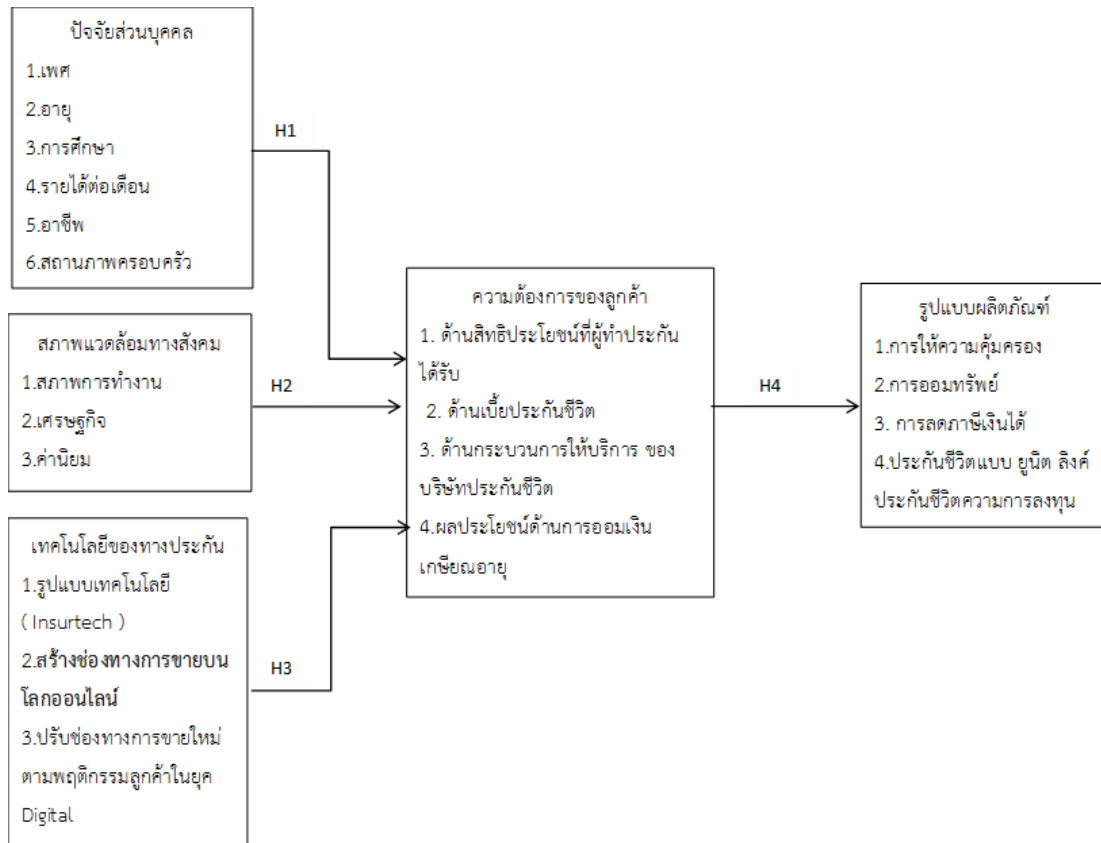 ปัจจัยส่วนบุคคล
1.เพศ
2.อายุ
3.การศึกษา
4.รายได้ต่อเดือน
5.อาชีพ
6.สถานภาพครอบครัว
H1
สภาพแวดล้อมทางสังคม
1.สภาพการทำงาน
2.เศรษฐกิจ
3.ค่านิยม
H2
เทคโนโลยีของทางประกัน
1.รูปแบบเทคโนโลยี
( Insurtech )
2.สร้างช่องทางการขายบน
โลกออนไลน์
3.ปรับช่องทางการขายใหม่
ตามพฤติกรรมลูกค้าในยุค
Digital
H3
ความต้องการของลูกค้า
1. ด้านสิทธิประโยชน์ที่ผู้ทำประกัน
ได้รับ
2. ด้านเบี้ยประกันชีวิต
3. ด้านกระบวนการให้บริการ ของ
บริษัทประกันชีวิต
4.ผลประโยชน์ด้านการออมเงิน
เกษียณอายุ
H4
รูปแบบผลิตภัณฑ์
1.การให้ความคุ้มครอง
2.การออมทรัพย์
3. การลดภาษีเงินได้
4.ประกันชีวิตแบบ ยูนิต ลิงค์
ประกันชีวิตความการลงทุน